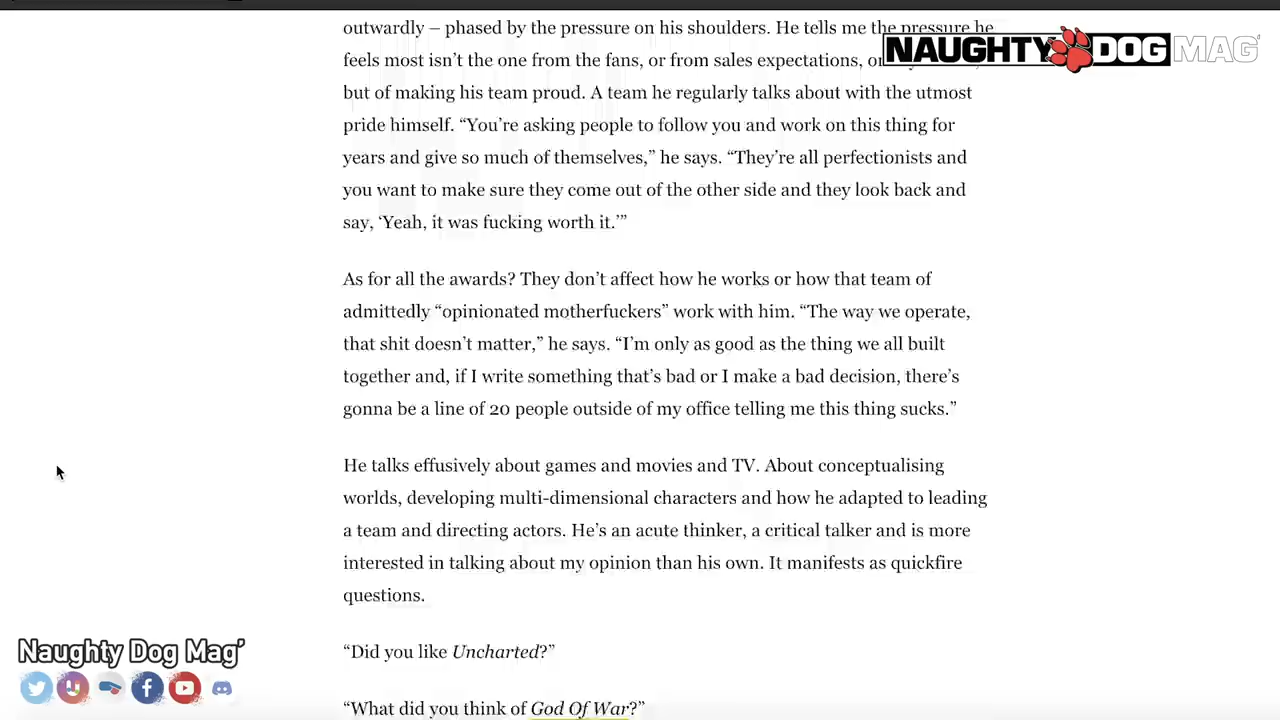 outwardly – phased by the pressure on his shoulders. He tells me the pressure he
NAUGHTY DOG MAG'
feels most isn't the one from the fans, or from sales expectations, or
but of making his team proud. A team he regularly talks about with the utmost
pride himself. “You're asking people to follow you and work on this thing for
years and give so much of themselves,” he says. “They're all perfectionists and
you want to make sure they come out of the other side and they look back and
say, ‘Yeah, it was fucking worth it.’”
As for all the awards? They don't affect how he works or how that team of
admittedly “opinionated motherfuckers” work with him. “The way we operate,
that shit doesn't matter,” he says. “I'm only as good as the thing we all built
together and, if I write something that's bad or I make a bad decision, there's
gonna be a line of 20 people outside of my office telling me this thing sucks.”
He talks effusively about games and movies and TV. About conceptualising
worlds, developing multi-dimensional characters and how he adapted to leading
a team and directing actors. He's an acute thinker, a critical talker and is more
interested in talking about my opinion than his own. It manifests as quickfire
questions.
“Did you like Uncharted?”
Naughty Dog Mag'
“What did you think of God Of War?”